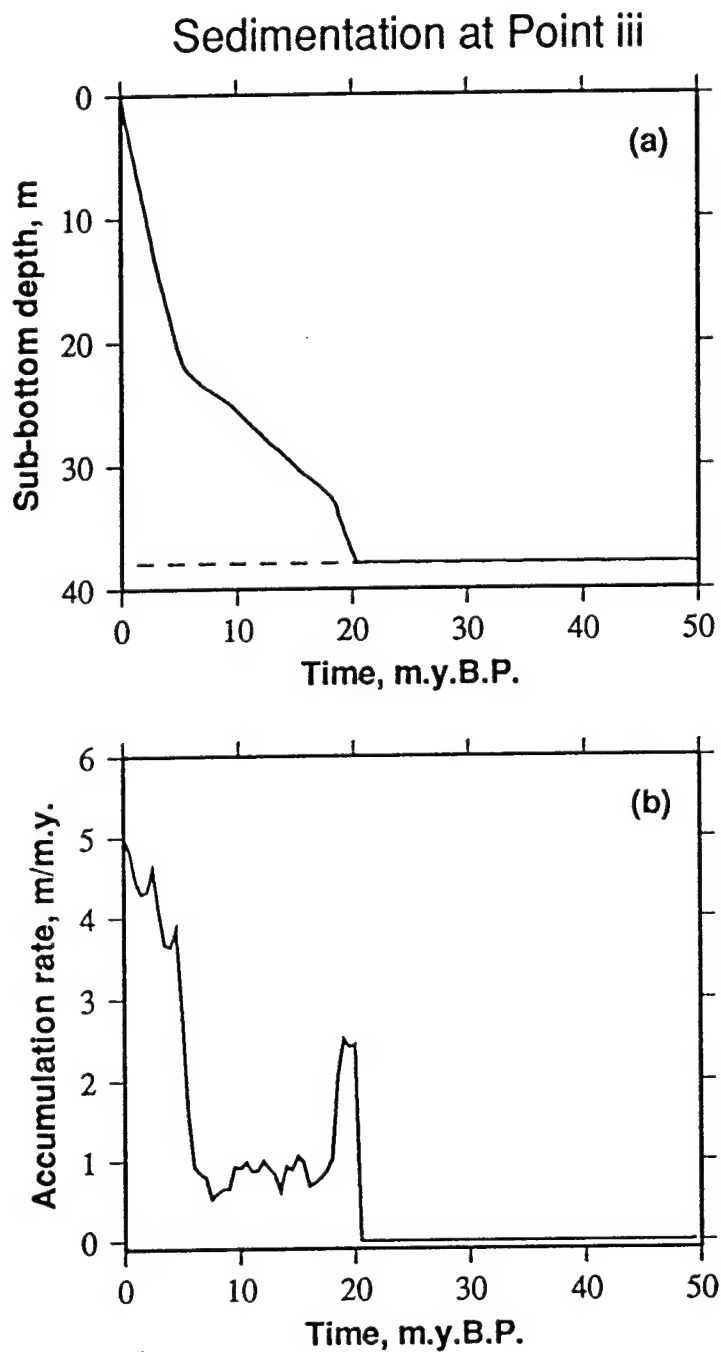 Sedimentation at Point iii
(a)
Sub-bottom depth, m
0
10
20
30
40
0 10 20 30 40 50
Time, m.y.B.P.
(b)
Accumulation rate, m/m.y.
6
5
4
3
2
1
0
0 10 20 30 40 50
Time, m.y.B.P.